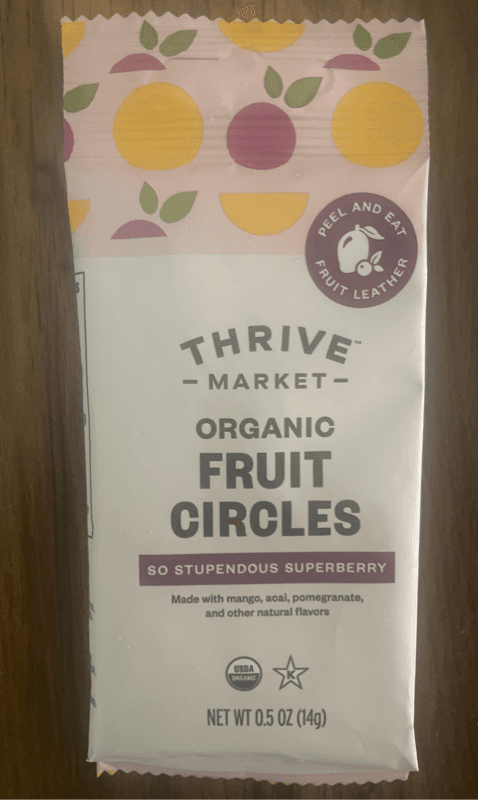 PEEL AND EAT
FRUIT LEATHER
THRIVE™
MARKET
ORGANIC
FRUIT
CIRCLES
SO STUPENDOUS SUPERBERRY
Made with mango, acai, pomegranate,
and other natural flavors
USDA
ORGANIC
K
NET WT 0.5 OZ (14g)